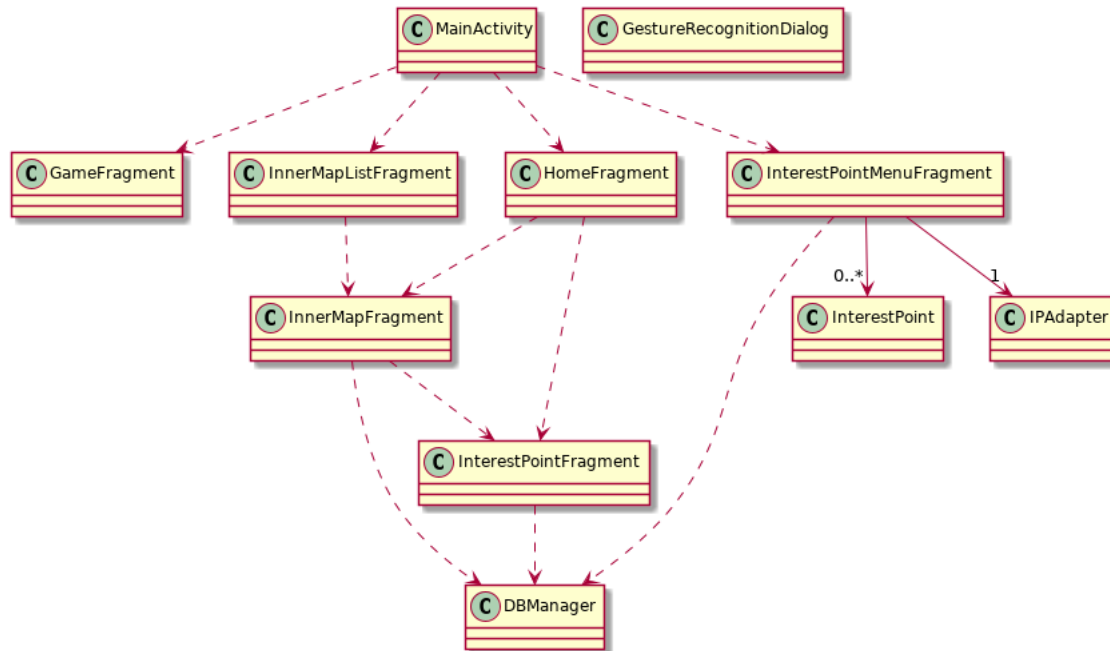 C MainActivity
C GestureRecognitionDialog
C GameFragment
C InnerMapListFragment
C HomeFragment
C InterestPointMenuFragment
0..*
1
C InnerMapFragment
C InterestPoint
C IPAdapter
C InterestPointFragment
C DBManager